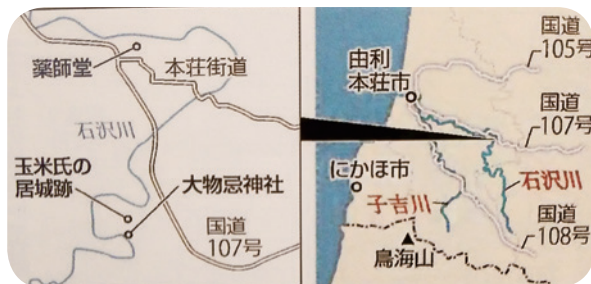 薬師堂
本荘街道
石沢川
玉米氏の
居城跡
大物忌神社
国道
107号
国道
105号
由利
本荘市
国道
107号
にかほ市
子吉川
石沢川
国道
108号
鳥海山